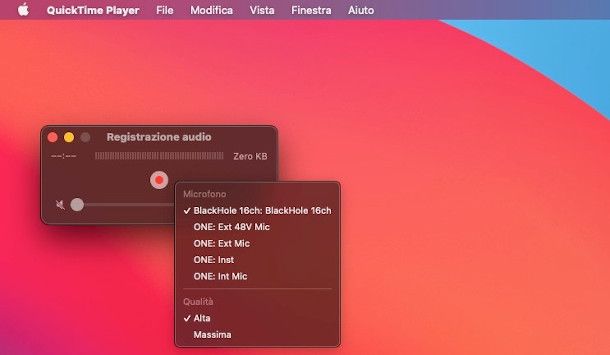 QuickTime Player File Modifica Vista Finestra Aiuto
Registrazione audio
--:-- Zero KB
Microfono
✓ BlackHole 16ch: BlackHole 16ch
ONE: Ext 48V Mic
ONE: Ext Mic
ONE: Inst
ONE: Int Mic
Qualità
✓ Alta
Massima